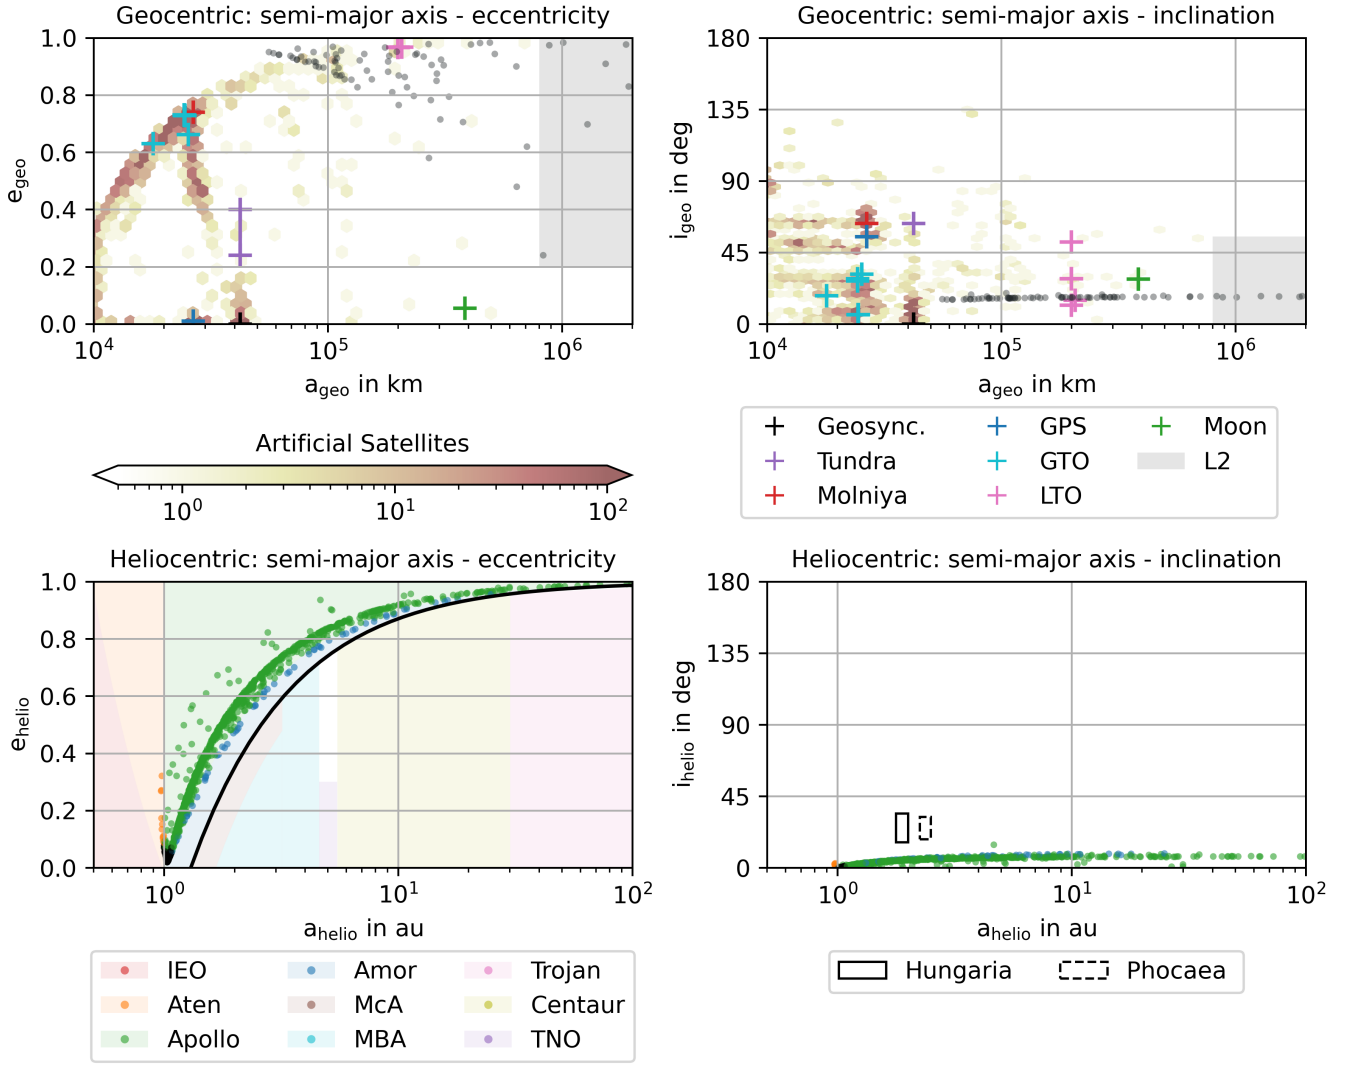 Geocentric: semi-major axis - eccentricity
1.0
0.8
0.6
0.4
0.2
0.0
e_geo
10^4
10^5
10^6
a_geo in km
Geocentric: semi-major axis - inclination
180
135
90
45
0
i_geo in deg
10^4
10^5
10^6
a_geo in km
Artificial Satellites
10^0
10^1
10^2
Geosync.
Tundra
Molniya
GPS
GTO
LTO
Moon
L2
Heliocentric: semi-major axis - eccentricity
1.0
0.8
0.6
0.4
0.2
0.0
e_helio
10^0
10^1
10^2
a_helio in au
IEO
Aten
Apollo
Amor
McA
MBA
Trojan
Centaur
TNO
Heliocentric: semi-major axis - inclination
180
135
90
45
0
i_helio in deg
10^0
10^1
10^2
a_helio in au
Hungaria
Phocaea